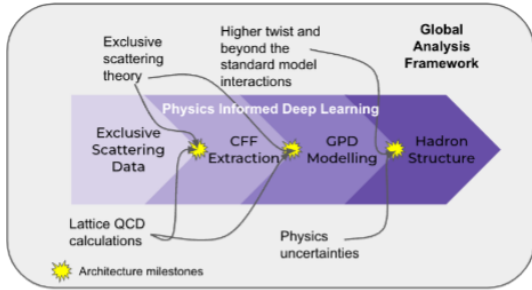 Exclusive
scattering
theory
Higher twist and
beyond the
standard model
interactions
Global
Analysis
Framework
Physics Informed Deep Learning
Exclusive
Scattering
Data
CFF
Extraction
GPD
Modelling
Hadron
Structure
Lattice QCD
calculations
Physics
uncertainties
Architecture milestones